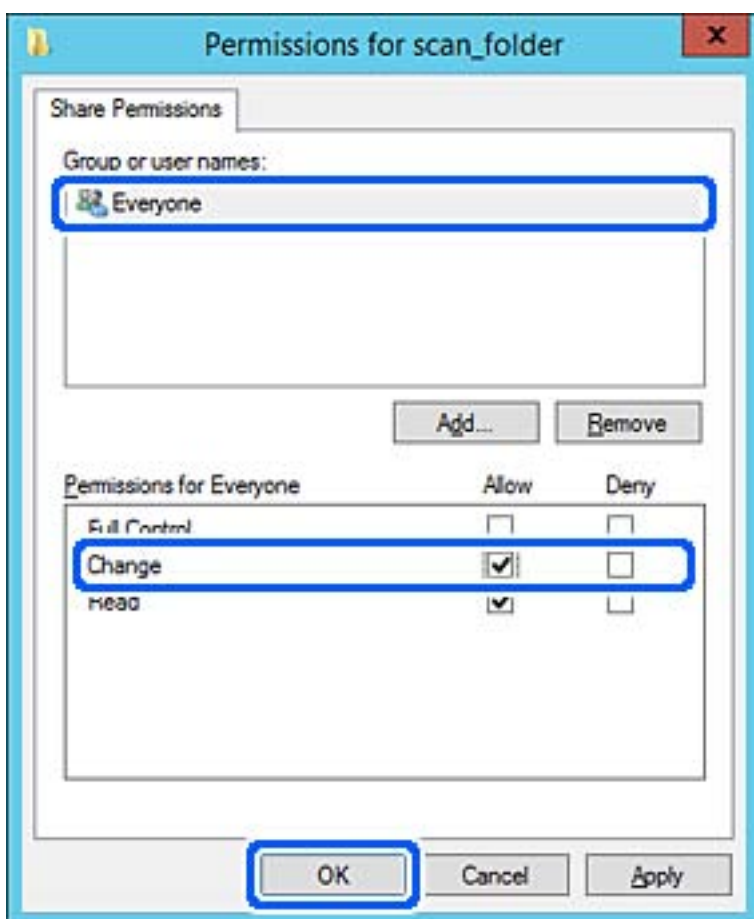 Permissions for scan_folder
x
Share Permissions
Group or user names:
Everyone
Add... Remove
Permissions for Everyone Allow Deny
Full Control
Change
Read
OK Cancel Apply